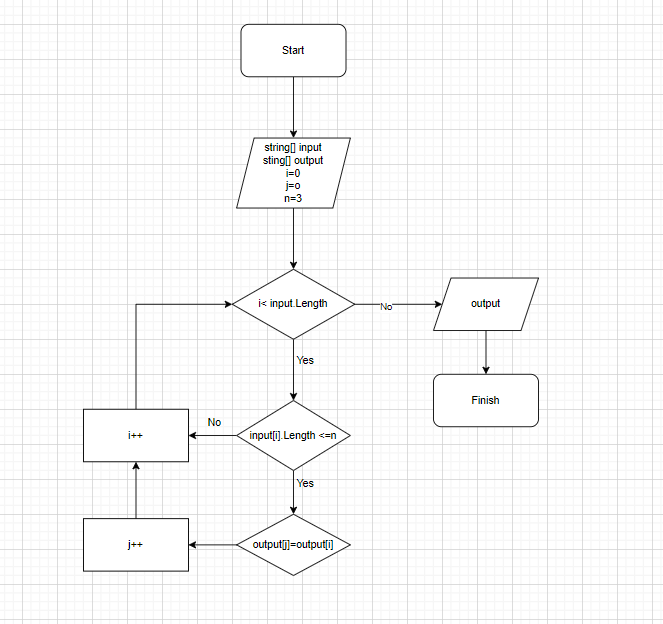 Start
string[] input
sting[] output
i=0
j=o
n=3
i< input.Length
No
output
Yes
Finish
i++
No
input[i].Length <=n
Yes
j++
output[j]=output[i]